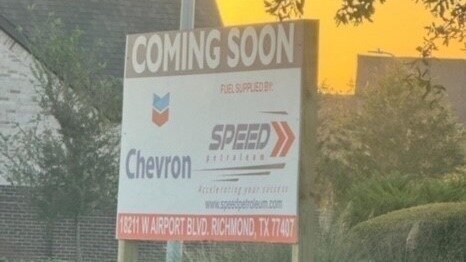 COMING SOON
FUEL SUPPLIED BY:
SPEED
petroleum
Chevron
Accelerating your success
www.speedpetroleum.com
18211 W AIRPORT BLVD. RICHMOND, TX 77407